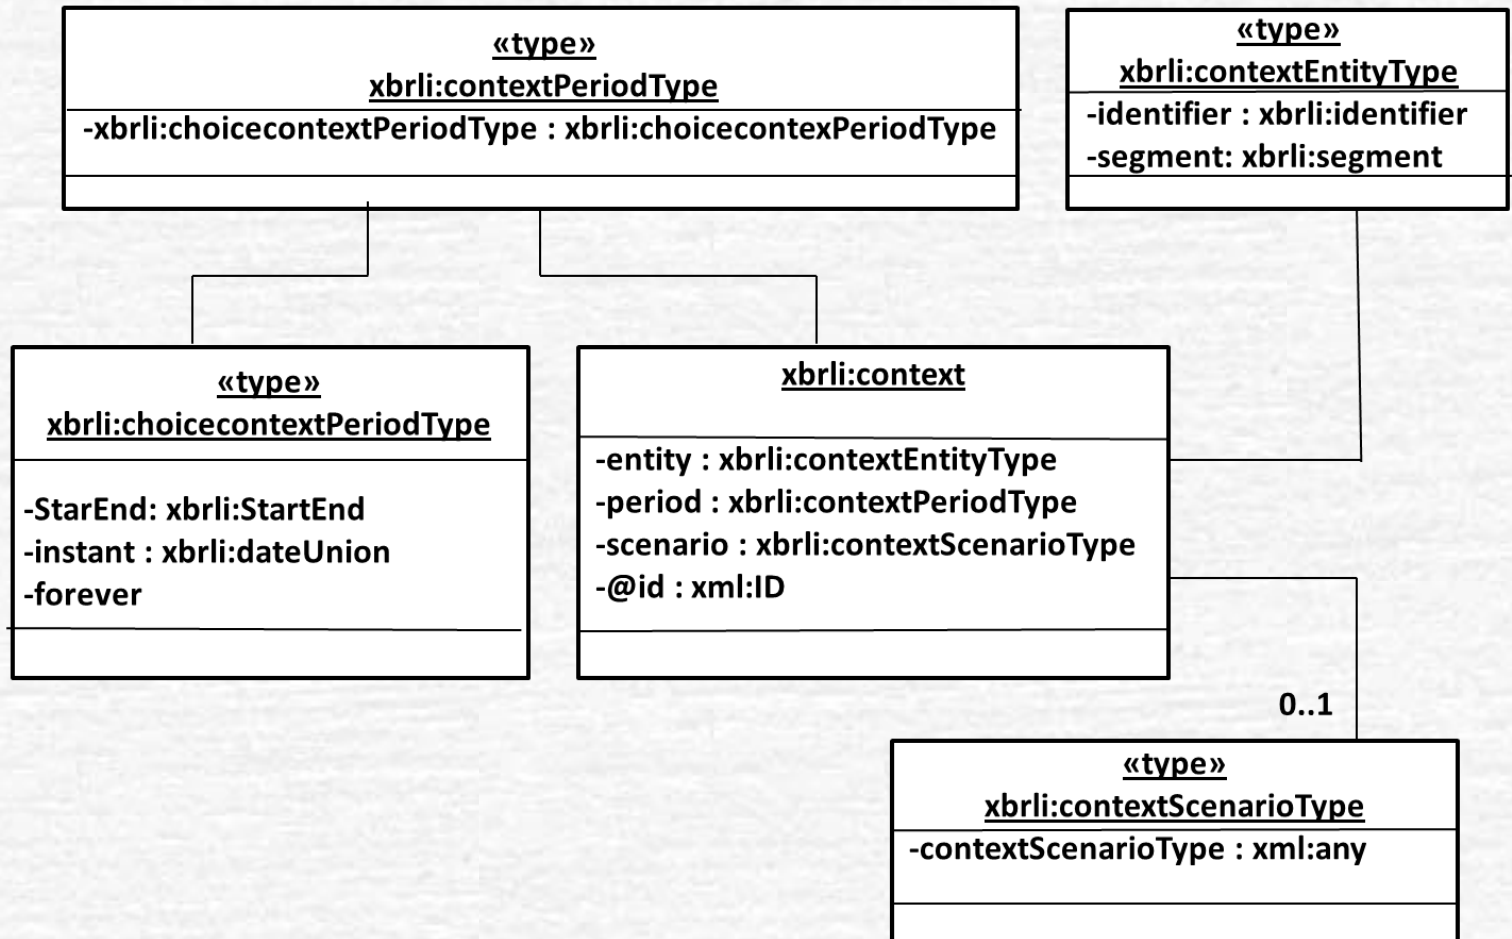 «type»
xbrli:contextPeriodType
-xbrli:choicecontextPeriodType : xbrli:choicecontexPeriodType
«type»
xbrli:contextEntityType
-identifier : xbrli:identifier
-segment: xbrli:segment
«type»
xbrli:choicecontextPeriodType
-StarEnd: xbrli:StartEnd
-instant : xbrli:dateUnion
-forever
xbrli:context
-entity : xbrli:contextEntityType
-period : xbrli:contextPeriodType
-scenario : xbrli:contextScenarioType
-@id : xml:ID
0..1
«type»
xbrli:contextScenarioType
-contextScenarioType : xml:any